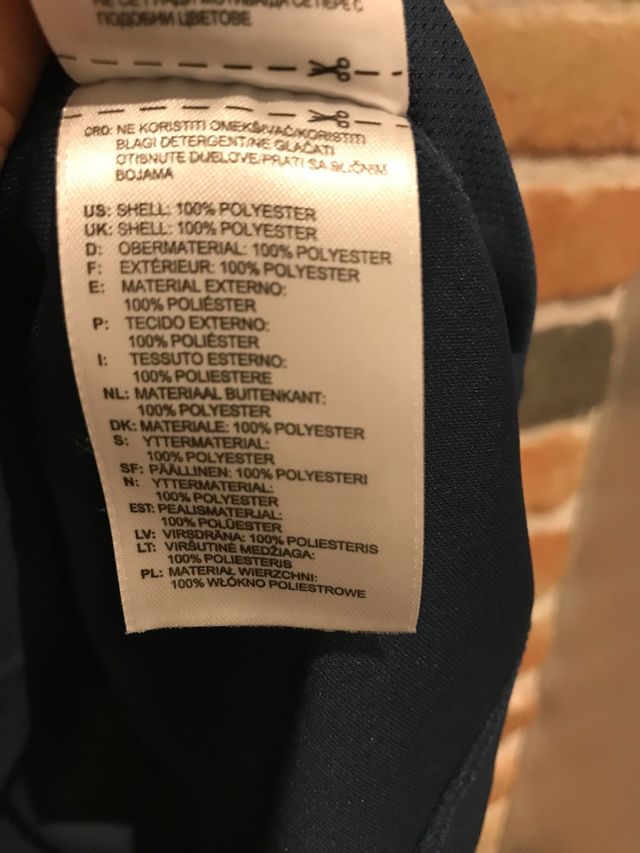 ПОДОБНИ ЦВЕТОВЕ
CRO: NE KORISTITI OMEKŠIVAČ/KORISTITI
BLAGI DETERGENT/NE GLAČATI
OTISNUTE DIJELOVE/PRATI SA SLIČNIM
BOJAMA
US: SHELL: 100% POLYESTER
UK: SHELL: 100% POLYESTER
D: OBERMATERIAL: 100% POLYESTER
F: EXTÉRIEUR: 100% POLYESTER
E: MATERIAL EXTERNO:
100% POLIÉSTER
P: TECIDO EXTERNO:
100% POLIÉSTER
I: TESSUTO ESTERNO:
100% POLIESTERE
NL: MATERIAAL BUITENKANT:
100% POLYESTER
DK: MATERIALE: 100% POLYESTER
S: YTTERMATERIAL:
100% POLYESTER
SF: PÄÄLLINEN: 100% POLYESTERI
N: YTTERMATERIAL:
100% POLYESTER
EST: PEALISMATERJAL:
100% POLÜESTER
LV: VIRSDRĀNA: 100% POLIESTERIS
LT: VIRŠUTINĖ MEDŽIAGA:
100% POLIESTERIS
PL: MATERIAŁ WIERZCHNI:
100% WŁÓKNO POLIESTROWE